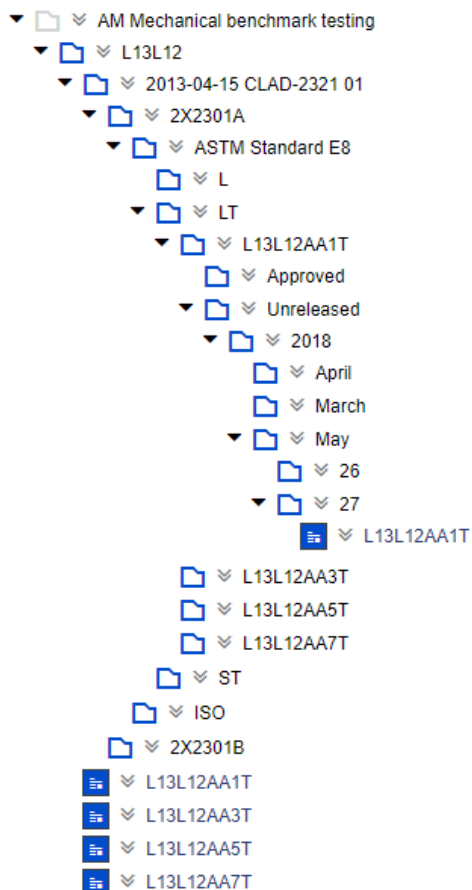 AM Mechanical benchmark testing
L13L12
2013-04-15 CLAD-2321 01
2X2301A
ASTM Standard E8
L
LT
L13L12AA1T
Approved
Unreleased
2018
April
March
May
26
27
L13L12AA1T
L13L12AA3T
L13L12AA5T
L13L12AA7T
ST
ISO
2X2301B
L13L12AA1T
L13L12AA3T
L13L12AA5T
L13L12AA7T